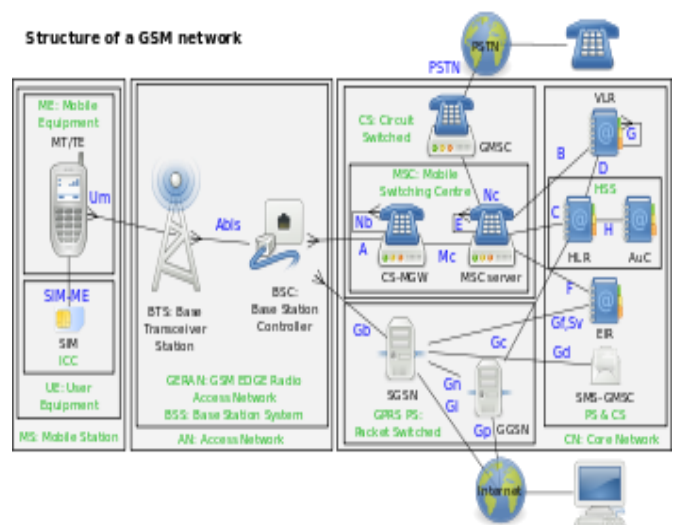 Structure of a GSM network
PSTN
PSTN
ME: Mobile
Equipment
MT/TE
Um
SIM-ME
SIM
ICC
UE: User
Equipment
MS: Mobile Station
Abis
BTS: Base
Transceiver
Station
BSC:
Base Station
Controller
GERAN: GSM EDGE Radio
Access Network
BSS: Base Station System
AN: Access Network
CS: Circuit
Switched
GMSC
MSC: Mobile
Switching Centre
Nc
Nb
E
A
Mc
CS-MGW
MSC server
Gb
Gc
SGSN
Gn
Gi
Gp
GGSN
GPRS PS:
Packet Switched
VLR
G
B
D
HSS
C
H
HLR
AuC
F
Gf,Sv
EIR
Gd
SMS-GMSC
PS & CS
CN: Core Network
Internet